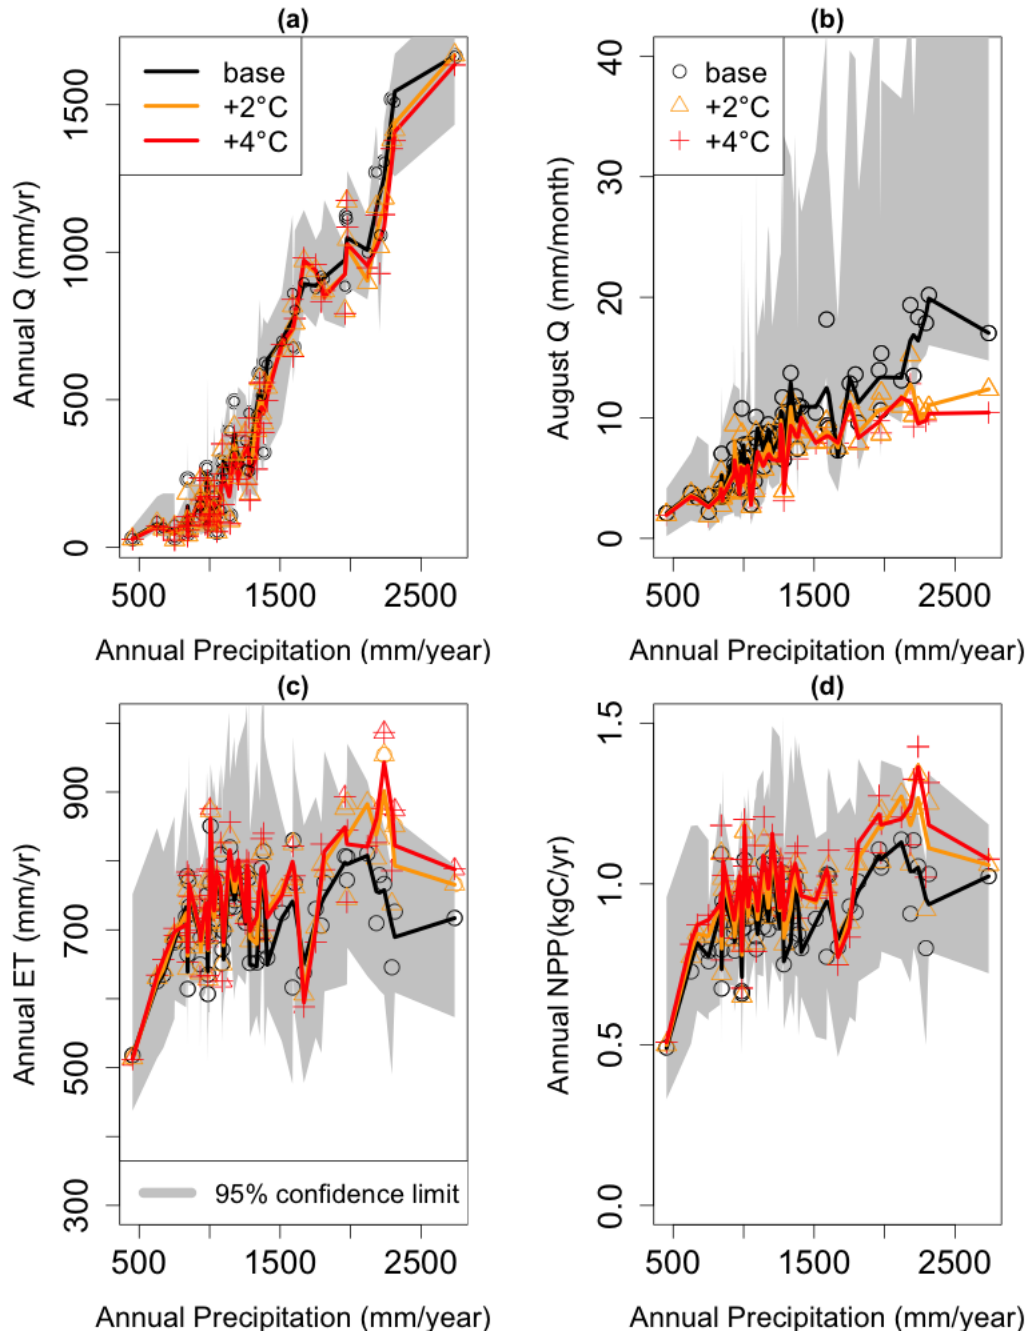 (a)
base
+2°C
+4°C
Annual Q (mm/yr)
0 500 1000 1500
500 1500 2500
Annual Precipitation (mm/year)
(b)
base
+2°C
+4°C
August Q (mm/month)
0 10 20 30 40
500 1500 2500
Annual Precipitation (mm/year)
(c)
Annual ET (mm/yr)
300 500 700 900
95% confidence limit
500 1500 2500
Annual Precipitation (mm/year)
(d)
Annual NPP(kgC/yr)
0.0 0.5 1.0 1.5
500 1500 2500
Annual Precipitation (mm/year)